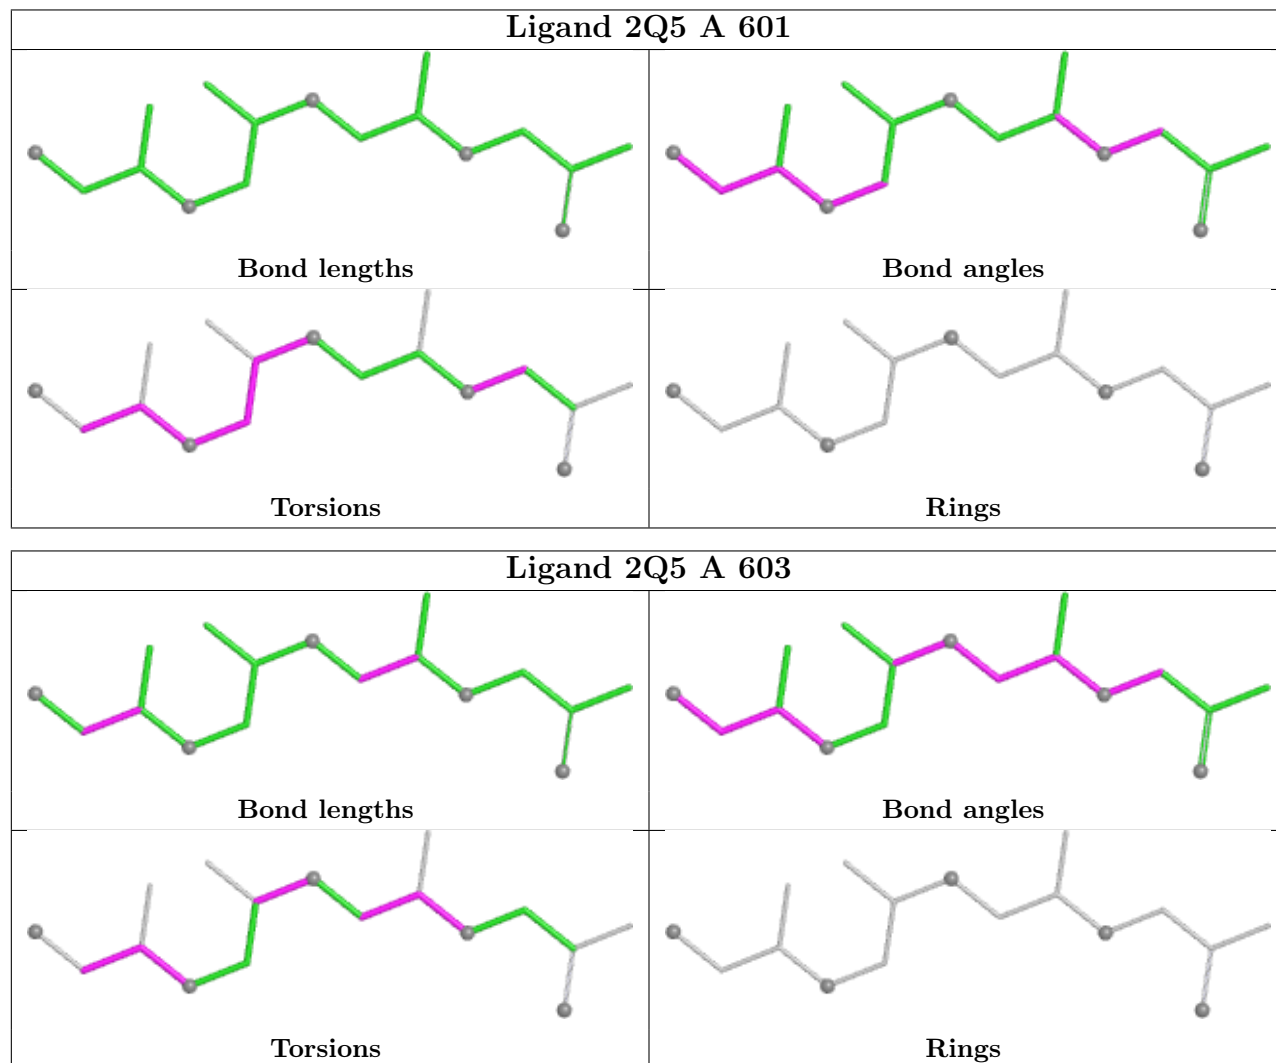 Ligand 2Q5 A 601
Bond lengths
Bond angles
Torsions
Rings
Ligand 2Q5 A 603
Bond lengths
Bond angles
Torsions
Rings